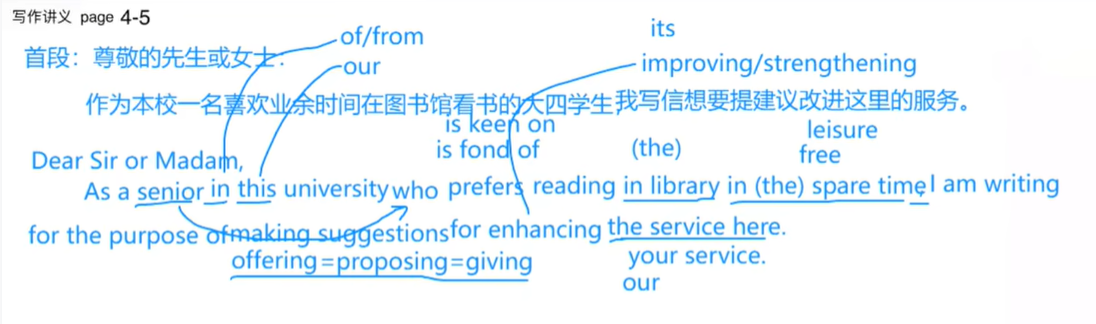 写作讲义 page 4-5
of/from
its
首段：尊敬的先生或女士：
our
improving/strengthening
作为本校一名喜欢业余时间在图书馆看书的大四学生，我写信想要提建议改进这里的服务。
is keen on
leisure
is fond of
(the)
free
Dear Sir or Madam,
As a senior in this university who prefers reading in library in (the) spare time, I am writing
for the purpose of making suggestions for enhancing the service here.
offering=proposing=giving
your service.
our